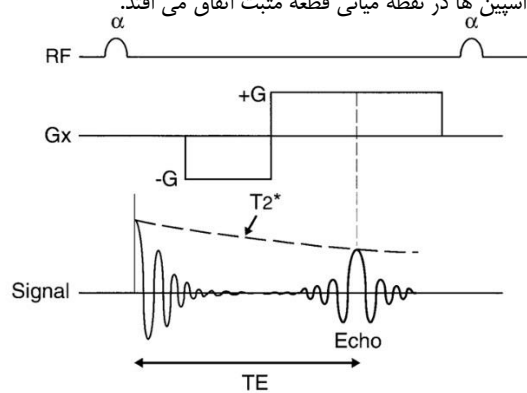 اسپین ها در نقطه میانی قطعه مثبت اتفاق می افتد.
α α
RF
+G
Gx
-G
T2*
Signal
Echo
TE